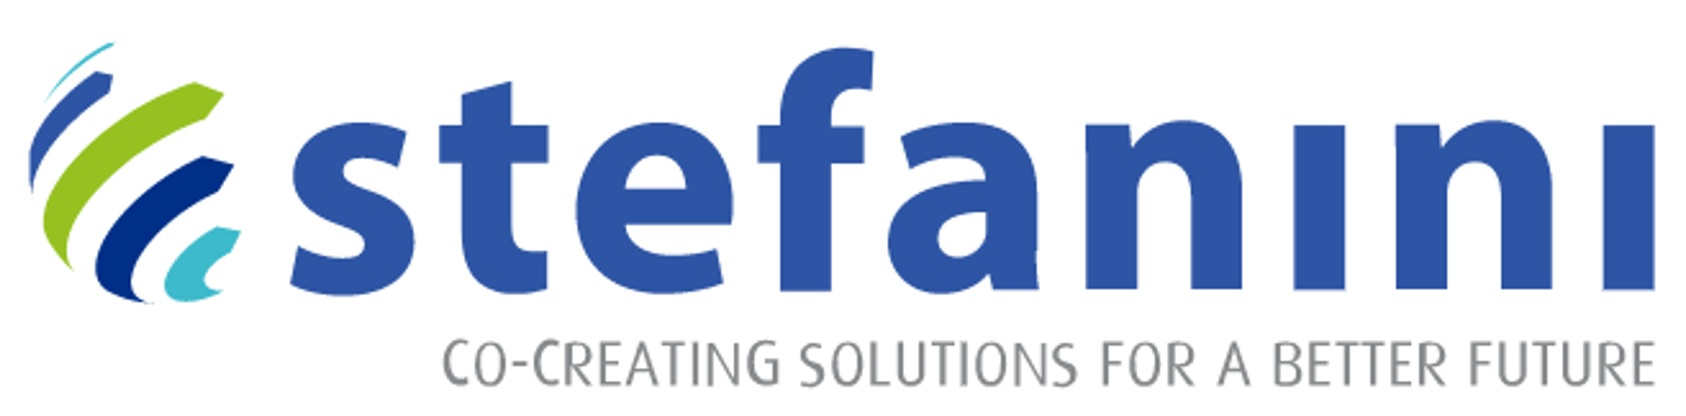 stefanini
CO-CREATING SOLUTIONS FOR A BETTER FUTURE